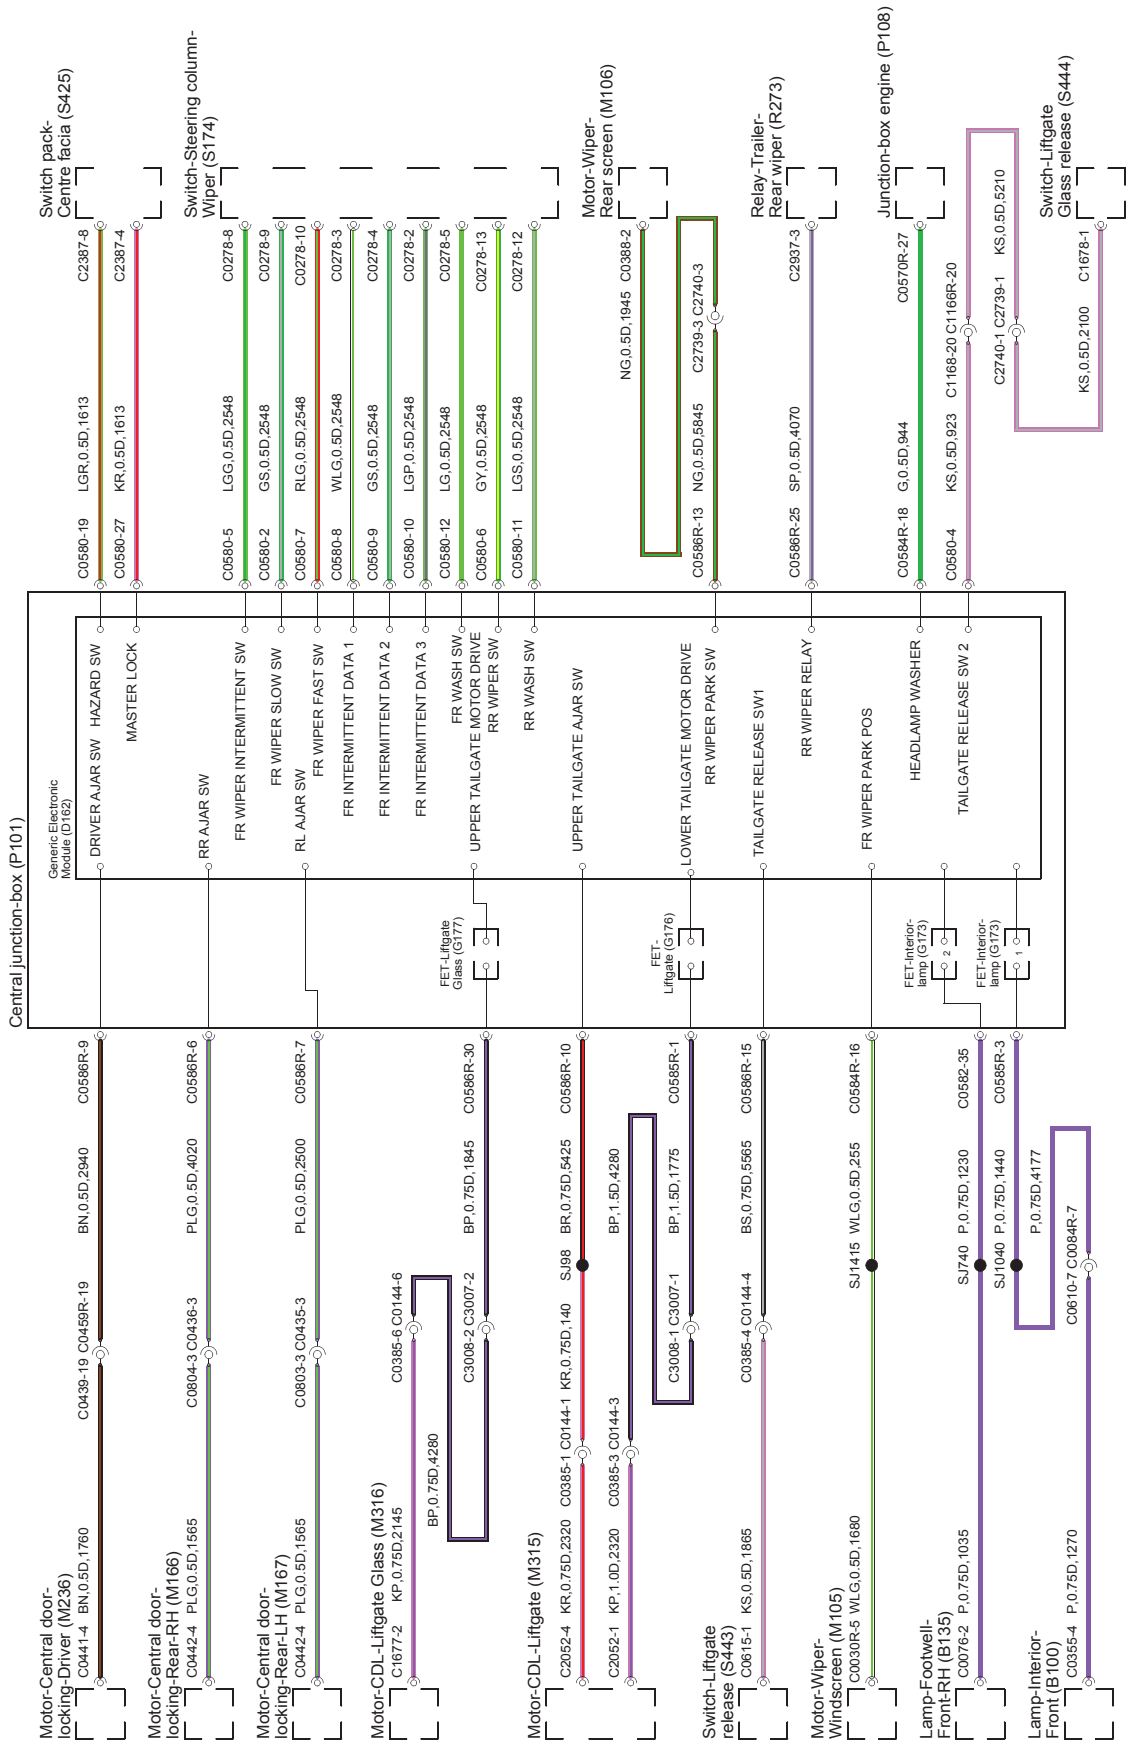 Central junction-box (P101)
Generic Electronic
Module (D162)
Motor-Central door-
locking-Driver (M236)
C0441-4 BN,0.5D,1760
C0439-19 C0459R-19
BN,0.5D,2940
C0586R-9
DRIVER AJAR SW
HAZARD SW
C0580-19
LGR,0.5D,1613
C2387-8
Switch pack-
Centre facia (S425)
MASTER LOCK
C0580-27
KR,0.5D,1613
C2387-4
Motor-Central door-
locking-Rear-RH (M166)
C0442-4 PLG,0.5D,1565
C0804-3 C0436-3
PLG,0.5D,4020
C0586R-6
RR AJAR SW
FR WIPER INTERMITTENT SW
C0580-5
LGG,0.5D,2548
C0278-8
Switch-Steering column-
Wiper (S174)
FR WIPER SLOW SW
C0580-2
GS,0.5D,2548
C0278-9
Motor-Central door-
locking-Rear-LH (M167)
C0442-4 PLG,0.5D,1565
C0803-3 C0435-3
PLG,0.5D,2500
C0586R-7
RL AJAR SW
FR WIPER FAST SW
C0580-7
RLG,0.5D,2548
C0278-10
FR INTERMITTENT DATA 1
C0580-8
WLG,0.5D,2548
C0278-3
FR INTERMITTENT DATA 2
C0580-9
GS,0.5D,2548
C0278-4
FR INTERMITTENT DATA 3
C0580-10
LGP,0.5D,2548
C0278-2
Motor-CDL-Liftgate Glass (M316)
C1677-2
KP,0.75D,2145
C0385-6 C0144-6
BP,0.75D,4280
C3008-2 C3007-2
BP,0.75D,1845
C0586R-30
FET-Liftgate
Glass (G177)
UPPER TAILGATE MOTOR DRIVE
FR WASH SW
C0580-12
LG,0.5D,2548
C0278-5
RR WIPER SW
C0580-6
GY,0.5D,2548
C0278-13
RR WASH SW
C0580-11
LGS,0.5D,2548
C0278-12
Motor-CDL-Liftgate (M315)
C2052-4
KR,0.75D,2320
C0385-1 C0144-1
KR,0.75D,140
SJ98
BR,0.75D,5425
C0586R-10
UPPER TAILGATE AJAR SW
C2052-1
KP,1.0D,2320
C0385-3 C0144-3
BP,1.5D,4280
C3008-1 C3007-1
BP,1.5D,1775
C0585R-1
FET-
Liftgate (G176)
LOWER TAILGATE MOTOR DRIVE
RR WIPER PARK SW
C0586R-13
NG,0.5D,5845
C2739-3 C2740-3
NG,0.5D,1945
C0388-2
Motor-Wiper-
Rear screen (M106)
Switch-Liftgate
release (S443)
C0615-1
KS,0.5D,1865
C0385-4 C0144-4
BS,0.75D,5565
C0586R-15
TAILGATE RELEASE SW1
RR WIPER RELAY
C0586R-25
SP,0.5D,4070
C2937-3
Relay-Trailer-
Rear wiper (R273)
Motor-Wiper-
Windscreen (M105)
C0030R-5 WLG,0.5D,1680
SJ1415
WLG,0.5D,255
C0584R-16
FR WIPER PARK POS
HEADLAMP WASHER
C0584R-18
G,0.5D,944
C0570R-27
Junction-box engine (P108)
Lamp-Footwell-
Front-RH (B135)
C0076-2
P,0.75D,1035
SJ740
P,0.75D,1230
C0582-35
FET-Interior-
lamp (G173)
2
TAILGATE RELEASE SW 2
C0580-4
KS,0.5D,923
C1168-20 C1166R-20
KS,0.5D,5210
C2740-1 C2739-1
KS,0.5D,2100
C1678-1
Switch-Liftgate
Glass release (S444)
Lamp-Interior-
Front (B100)
C0355-4
P,0.75D,1270
C0610-7 C0084R-7
P,0.75D,4177
SJ1040
P,0.75D,1440
C0585R-3
FET-Interior-
lamp (G173)
1